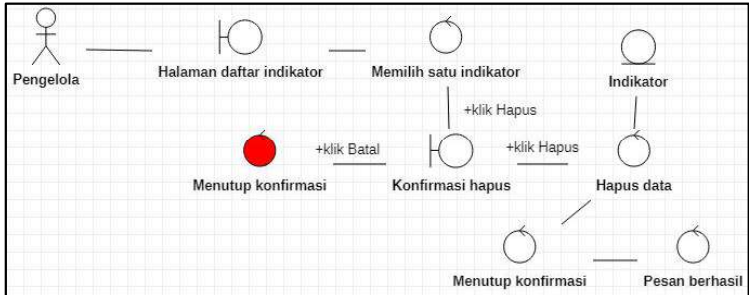 Pengelola
Halaman daftar indikator
Memilih satu indikator
Indikator
+klik Hapus
+klik Batal
+klik Hapus
Menutup konfirmasi
Konfirmasi hapus
Hapus data
Menutup konfirmasi
Pesan berhasil